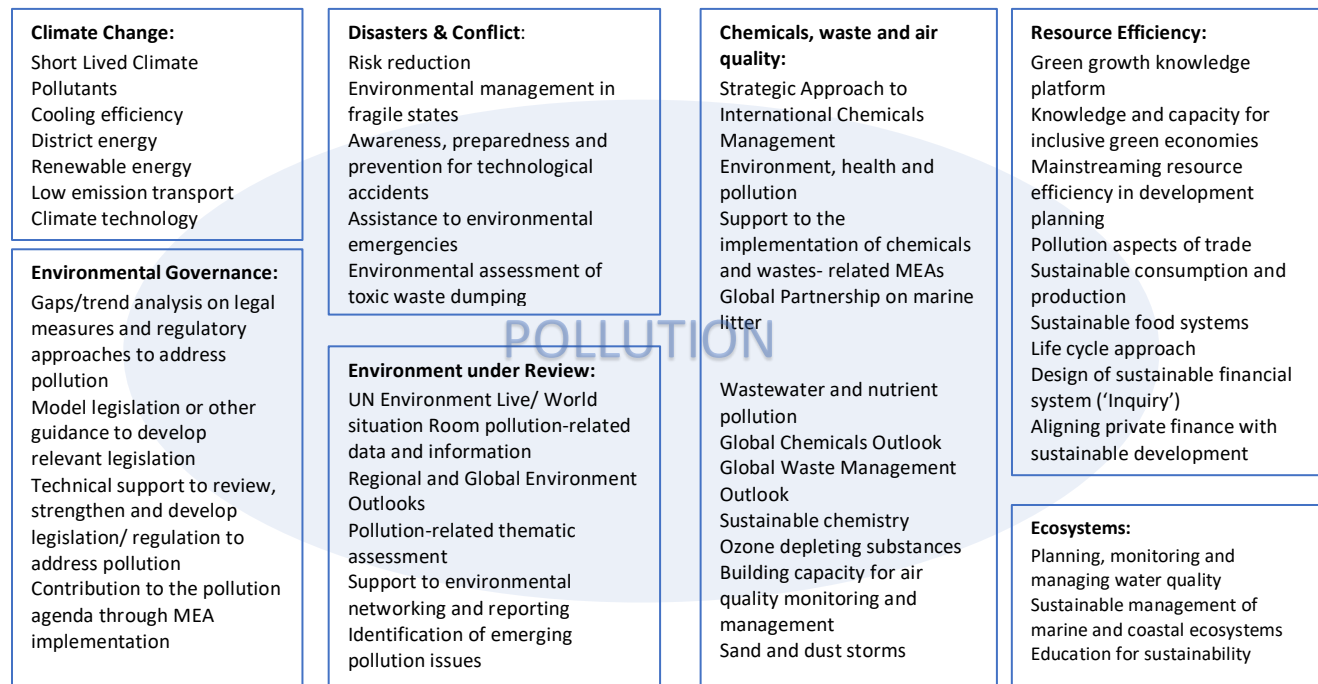 Climate Change:
Short Lived Climate
Pollutants
Cooling efficiency
District energy
Renewable energy
Low emission transport
Climate technology
Environmental Governance:
Gaps/trend analysis on legal
measures and regulatory
approaches to address
pollution
Model legislation or other
guidance to develop
relevant legislation
Technical support to review,
strengthen and develop
legislation/ regulation to
address pollution
Contribution to the pollution
agenda through MEA
implementation
Disasters & Conflict:
Risk reduction
Environmental management in
fragile states
Awareness, preparedness and
prevention for technological
accidents
Assistance to environmental
emergencies
Environmental assessment of
toxic waste dumping
POLLUTION
Environment under Review:
UN Environment Live/ World
situation Room pollution-related
data and information
Regional and Global Environment
Outlooks
Pollution-related thematic
assessment
Support to environmental
networking and reporting
Identification of emerging
pollution issues
Chemicals, waste and air
quality:
Strategic Approach to
International Chemicals
Management
Environment, health and
pollution
Support to the
implementation of chemicals
and wastes- related MEAs
Global Partnership on marine
litter
Wastewater and nutrient
pollution
Global Chemicals Outlook
Global Waste Management
Outlook
Sustainable chemistry
Ozone depleting substances
Building capacity for air
quality monitoring and
management
Sand and dust storms
Resource Efficiency:
Green growth knowledge
platform
Knowledge and capacity for
inclusive green economies
Mainstreaming resource
efficiency in development
planning
Pollution aspects of trade
Sustainable consumption and
production
Sustainable food systems
Life cycle approach
Design of sustainable financial
system (‘Inquiry’)
Aligning private finance with
sustainable development
Ecosystems:
Planning, monitoring and
managing water quality
Sustainable management of
marine and coastal ecosystems
Education for sustainability